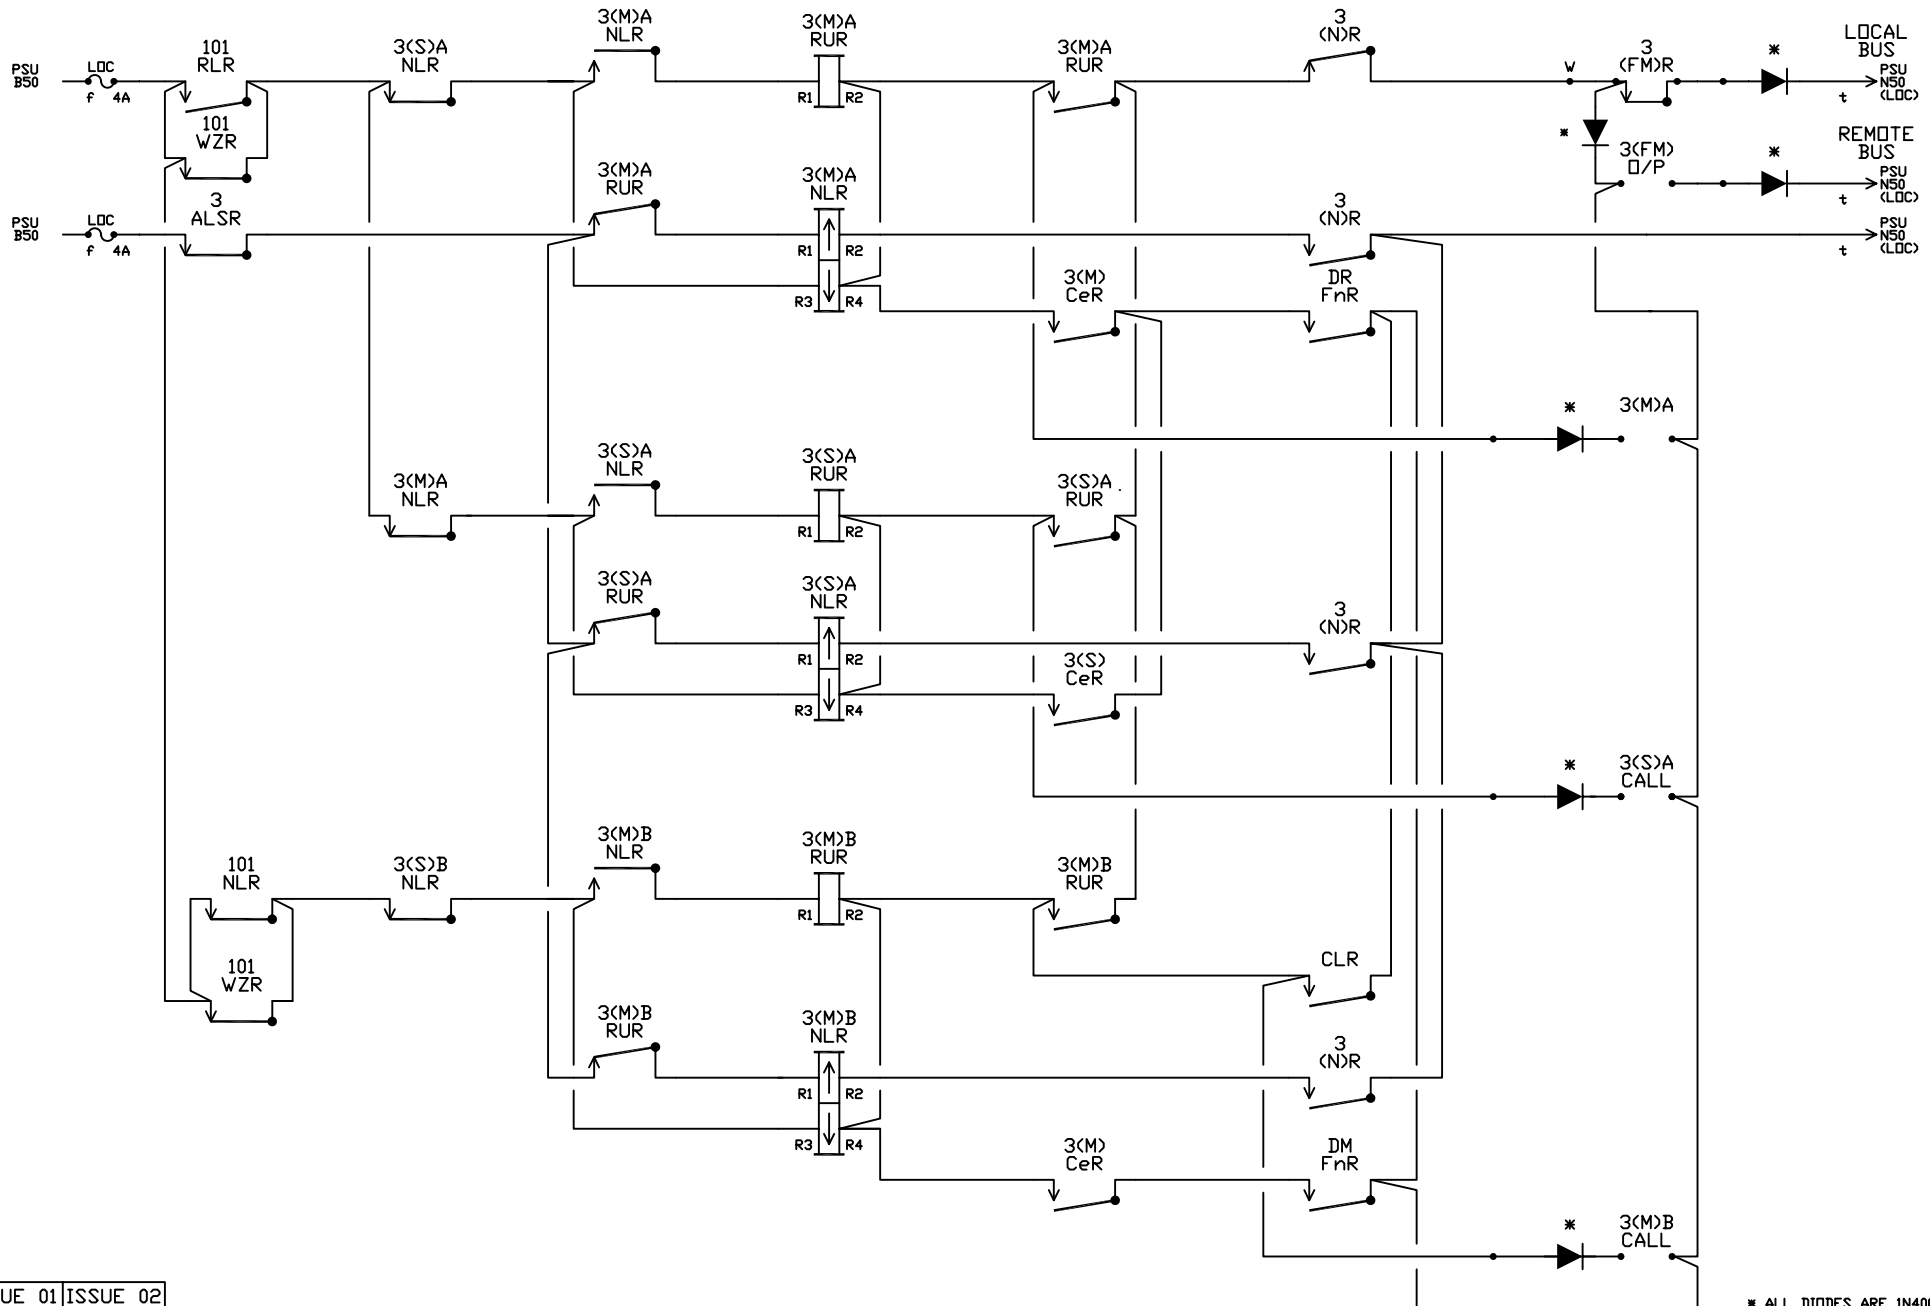 3(M)A
NLR
3(M)A
RUR
3
(N)R
LOCAL
BUS
101
RLR
3(S)A
NLR
3(M)A
RUR
3
(FM)R
*
PSU
B50
LOC
f 4A
R1 R2
W
PSU
N50
(LOC)
t
101
WZR
*
3(FM)
O/P
*
REMOTE
BUS
3(M)A
RUR
3(M)A
NLR
PSU
N50
(LOC)
t
3
ALSR
3
(N)R
PSU
B50
LOC
f 4A
R1 R2
PSU
N50
(LOC)
t
3(M)
CeR
DR
FnR
R3 R4
*
3(M)A
3(S)A
NLR
3(S)A
RUR
3(M)A
NLR
3(S)A
RUR
R1 R2
3(S)A
RUR
3(S)A
NLR
3
(N)R
R1 R2
3(S)
CeR
R3 R4
*
3(S)A
CALL
3(M)B
NLR
3(M)B
RUR
101
NLR
3(S)B
NLR
3(M)B
RUR
R1 R2
101
WZR
CLR
3(M)B
RUR
3(M)B
NLR
3
(N)R
R1 R2
R3 R4
3(M)
CeR
DM
FnR
*
3(M)B
CALL
UE 01 ISSUE 02
* ALL DIODES ARE 1N400